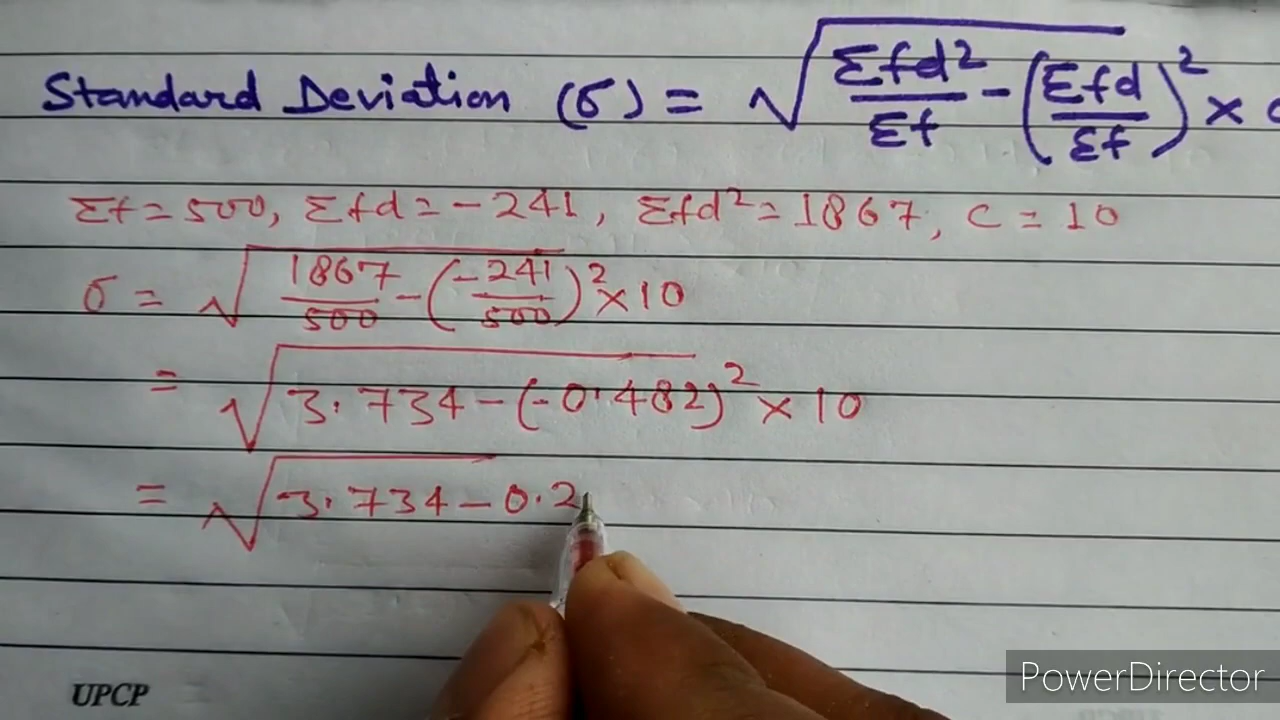 Standard Deviation (σ) = √ Σfd²/Σf - (Σfd/Σf)² × c
Σf = 500, Σfd = -241, Σfd² = 1867, C = 10
σ = √ 1867/500 - (-241/500)² × 10
= √ 3.734 - (-0.482)² × 10
= √ 3.734 - 0.2
UPCP
PowerDirector